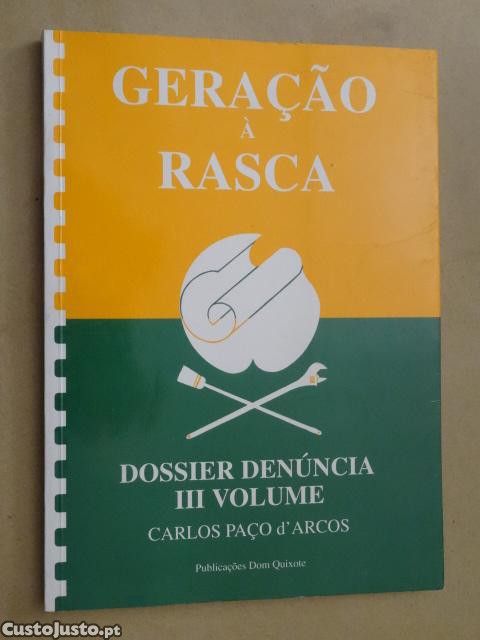 GERAÇÃO
À
RASCA
DOSSIER DENÚNCIA
III VOLUME
CARLOS PAÇO d'ARCOS
Publicações Dom Quixote
CustoJusto.pt